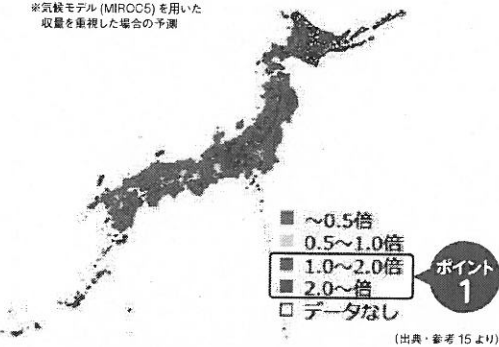 ※気候モデル(MIROC5)を用いた
収量を重視した場合の予測
～0.5倍
0.5～1.0倍
1.0～2.0倍
2.0～倍
データなし
ポイント
1
(出典・参考15より)